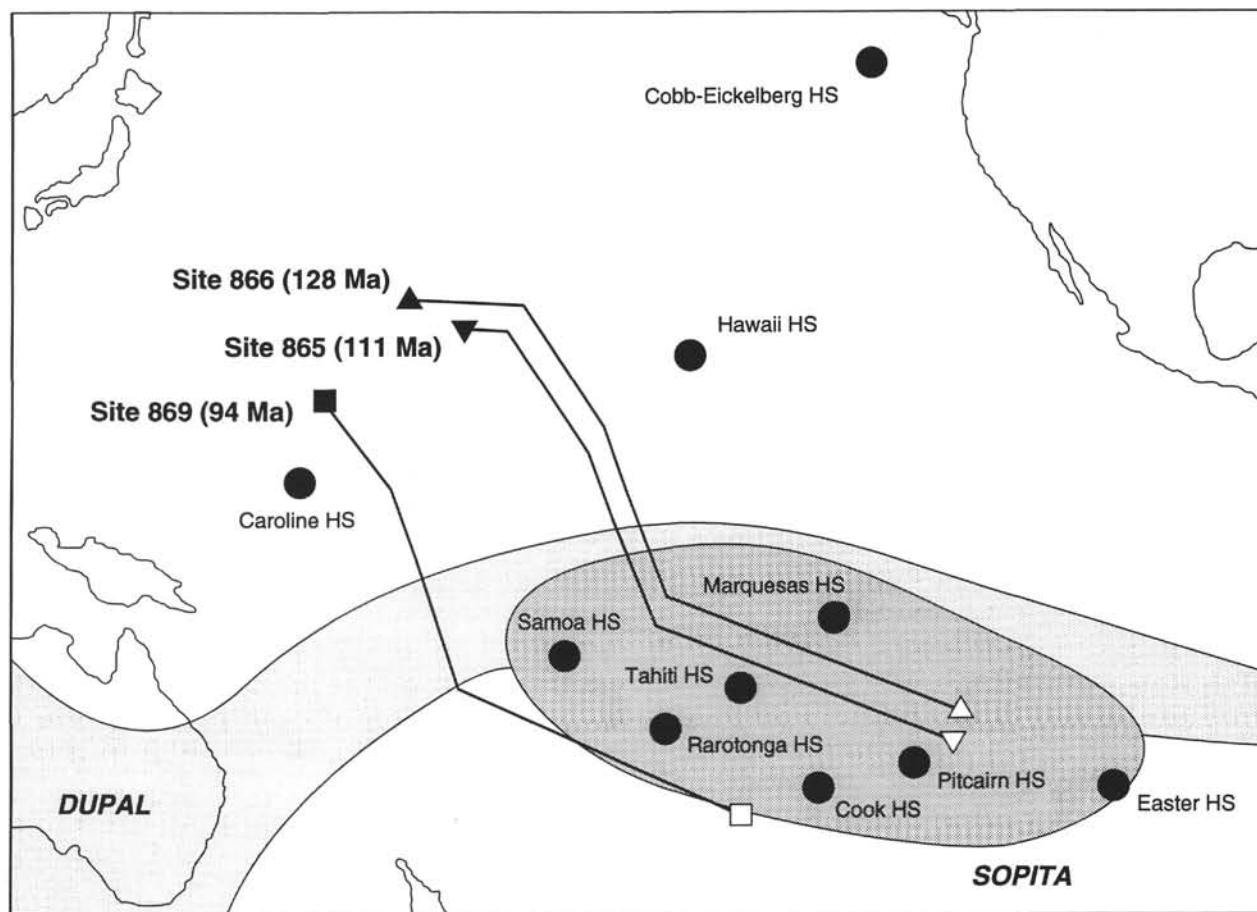 Cobb-Eickelberg HS
Site 866 (128 Ma)
Hawaii HS
Site 865 (111 Ma)
Site 869 (94 Ma)
Caroline HS
Marquesas HS
Samoa HS
Tahiti HS
Rarotonga HS
Pitcairn HS
Cook HS
Easter HS
DUPAL
SOPITA